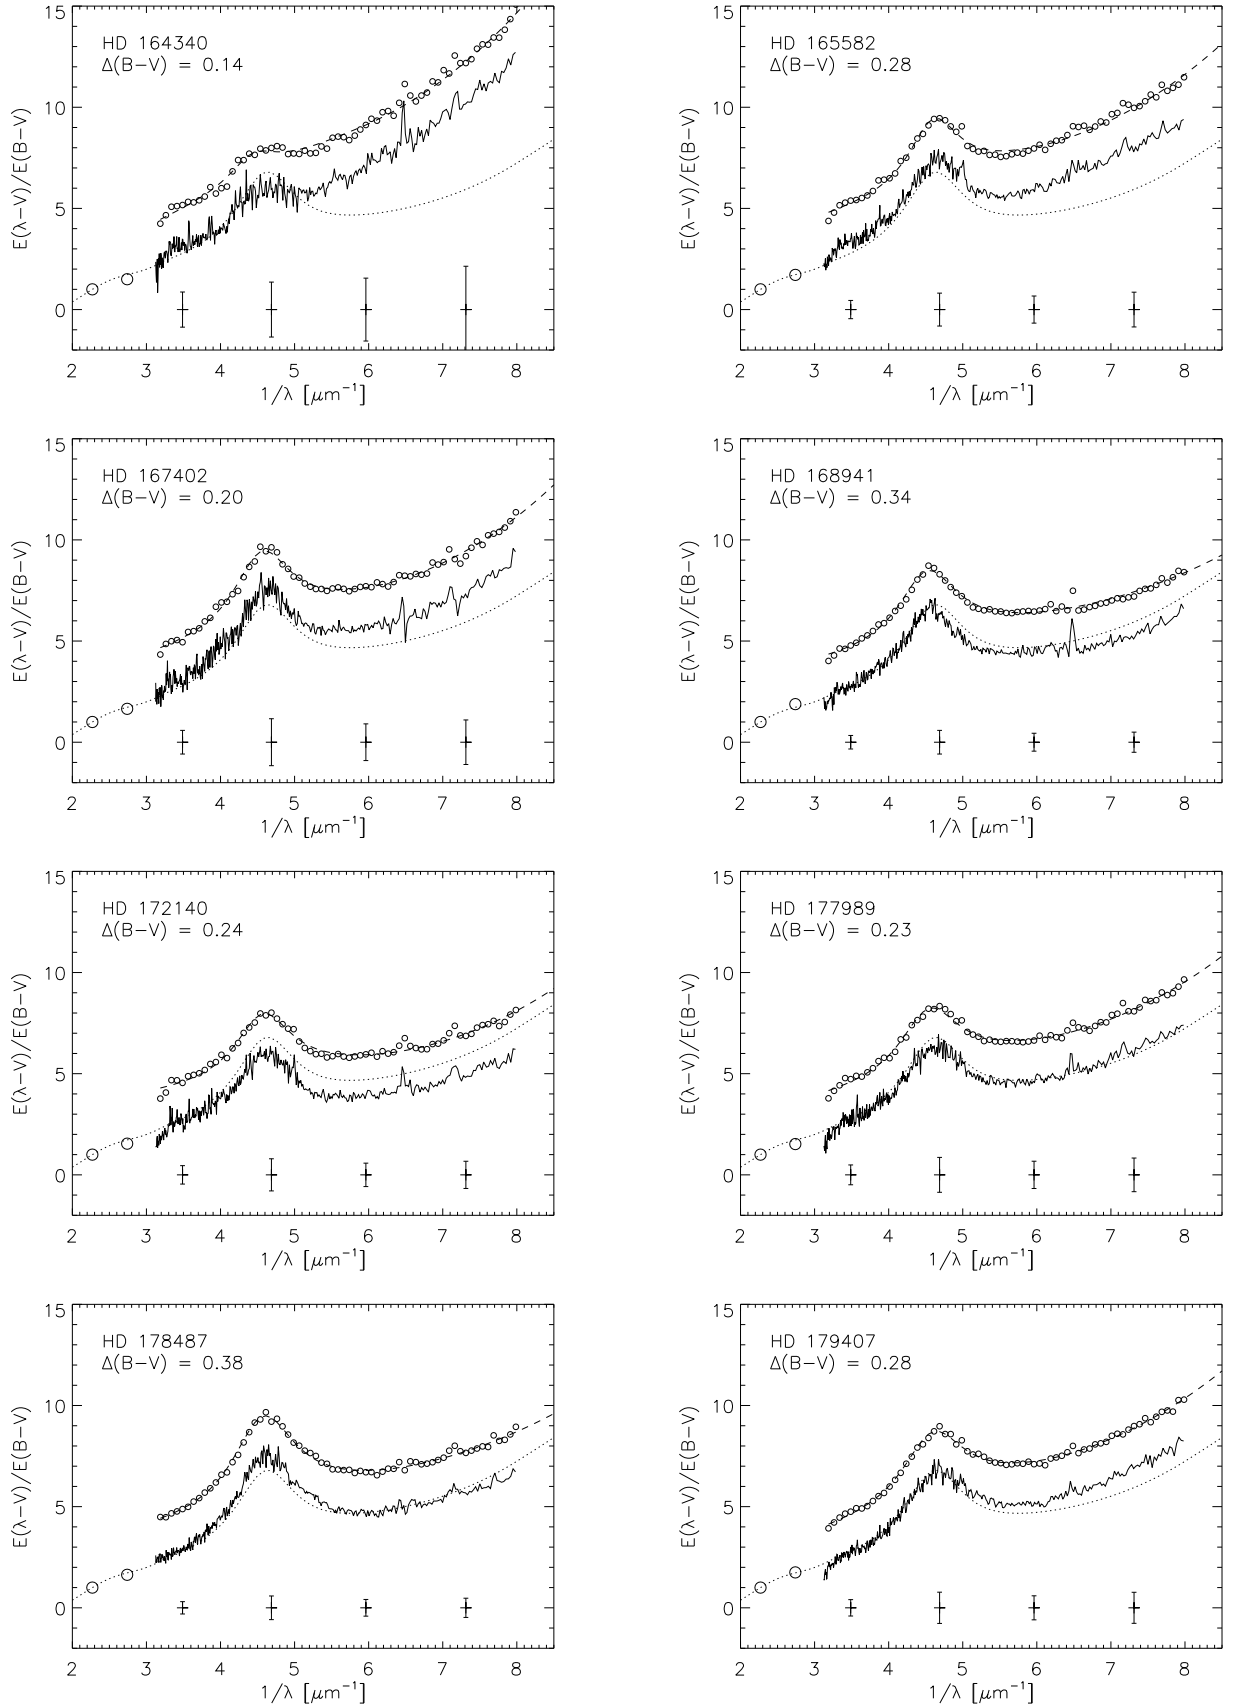 HD 164340
Δ(B−V) = 0.14
E(λ−V)/E(B−V)
15
10
5
0
2 3 4 5 6 7 8
1/λ [μm⁻¹]
HD 165582
Δ(B−V) = 0.28
E(λ−V)/E(B−V)
15
10
5
0
2 3 4 5 6 7 8
1/λ [μm⁻¹]
HD 167402
Δ(B−V) = 0.20
E(λ−V)/E(B−V)
15
10
5
0
2 3 4 5 6 7 8
1/λ [μm⁻¹]
HD 168941
Δ(B−V) = 0.34
E(λ−V)/E(B−V)
15
10
5
0
2 3 4 5 6 7 8
1/λ [μm⁻¹]
HD 172140
Δ(B−V) = 0.24
E(λ−V)/E(B−V)
15
10
5
0
2 3 4 5 6 7 8
1/λ [μm⁻¹]
HD 177989
Δ(B−V) = 0.23
E(λ−V)/E(B−V)
15
10
5
0
2 3 4 5 6 7 8
1/λ [μm⁻¹]
HD 178487
Δ(B−V) = 0.38
E(λ−V)/E(B−V)
15
10
5
0
2 3 4 5 6 7 8
1/λ [μm⁻¹]
HD 179407
Δ(B−V) = 0.28
E(λ−V)/E(B−V)
15
10
5
0
2 3 4 5 6 7 8
1/λ [μm⁻¹]